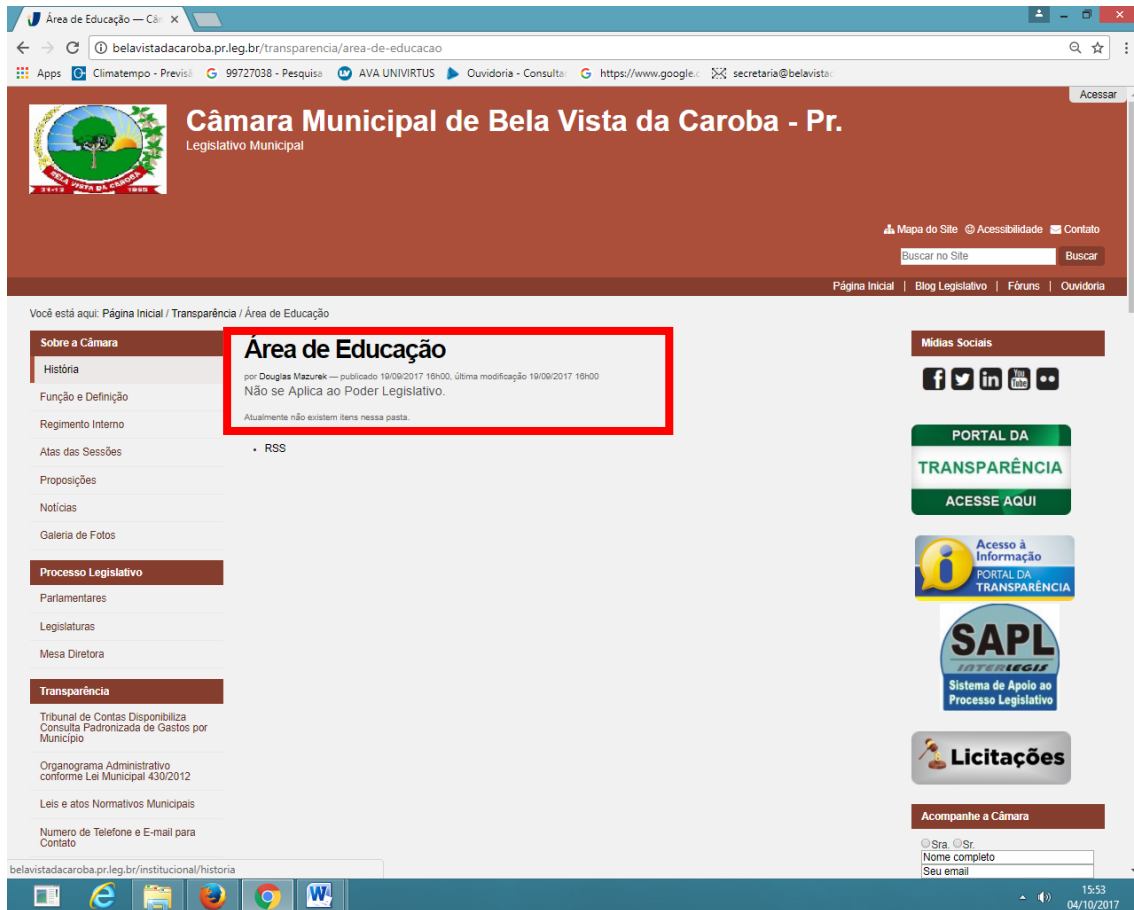 Área de Educação — Câm
belavistadacaroba.pr.leg.br/transparencia/area-de-educacao
Apps Climatempo - Previsã 99727038 - Pesquisa AVA UNIVIRTUS Ouvidoria - Consulta https://www.google.c secretaria@belavista
Acessar
Câmara Municipal de Bela Vista da Caroba - Pr.
Legislativo Municipal
BELA VISTA DA CAROBA
31-12 1995
Mapa do Site Acessibilidade Contato
Buscar no Site Buscar
Página Inicial | Blog Legislativo | Fóruns | Ouvidoria
Você está aqui: Página Inicial / Transparência / Área de Educação
Sobre a Câmara
História
Função e Definição
Regimento Interno
Atas das Sessões
Proposições
Notícias
Galeria de Fotos
Processo Legislativo
Parlamentares
Legislaturas
Mesa Diretora
Transparência
Tribunal de Contas Disponibiliza
Consulta Padronizada de Gastos por
Município
Organograma Administrativo
conforme Lei Municipal 430/2012
Leis e atos Normativos Municipais
Numero de Telefone e E-mail para
Contato
Área de Educação
por Douglas Mazurek — publicado 19/09/2017 16h00, última modificação 19/09/2017 16h00
Não se Aplica ao Poder Legislativo.
Atualmente não existem itens nessa pasta.
• RSS
Mídias Sociais
You
Tube
PORTAL DA
TRANSPARÊNCIA
ACESSE AQUI
Acesso à
Informação
PORTAL DA
TRANSPARÊNCIA
SAPL
INTERLEGIS
Sistema de Apoio ao
Processo Legislativo
Licitações
Acompanhe a Câmara
Sra. Sr.
Nome completo
Seu email
belavistadacaroba.pr.leg.br/institucional/historia
15:53
04/10/2017